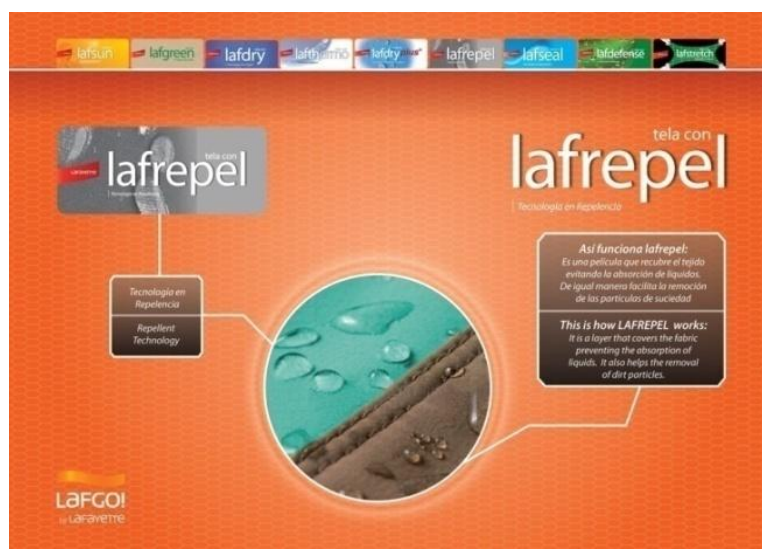 lafsun
lafgreen
lafdry
lafthermo
lafdry plus
lafrepel
lafseal
lafdefense
lafstretch
tela con
lafrepel
LAFAYETTE
tela con
lafrepel
Tecnología en Repelencia
Tecnología en
Repelencia
Repellent
Technology
Así funciona lafrepel:
Es una película que recubre el tejido
evitando la absorción de líquidos.
De igual manera facilita la remoción
de las partículas de suciedad
This is how LAFREPEL works:
It is a layer that covers the fabric
preventing the absorption of
liquids. It also helps the removal
of dirt particles.
LAFGO!
by LAFAYETTE